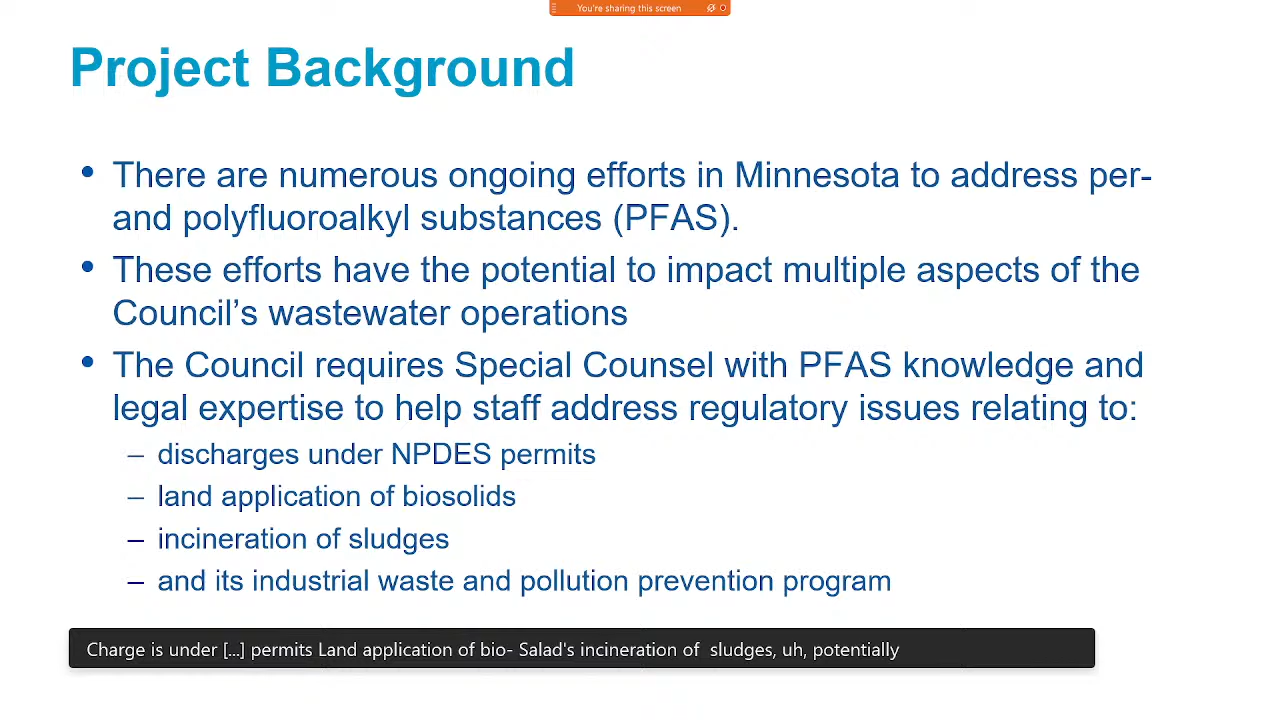 You're sharing this screen
Project Background
• There are numerous ongoing efforts in Minnesota to address per-
and polyfluoroalkyl substances (PFAS).
• These efforts have the potential to impact multiple aspects of the
Council’s wastewater operations
• The Council requires Special Counsel with PFAS knowledge and
legal expertise to help staff address regulatory issues relating to:
– discharges under NPDES permits
– land application of biosolids
– incineration of sludges
– and its industrial waste and pollution prevention program
Charge is under [...] permits Land application of bio- Salad's incineration of sludges, uh, potentially